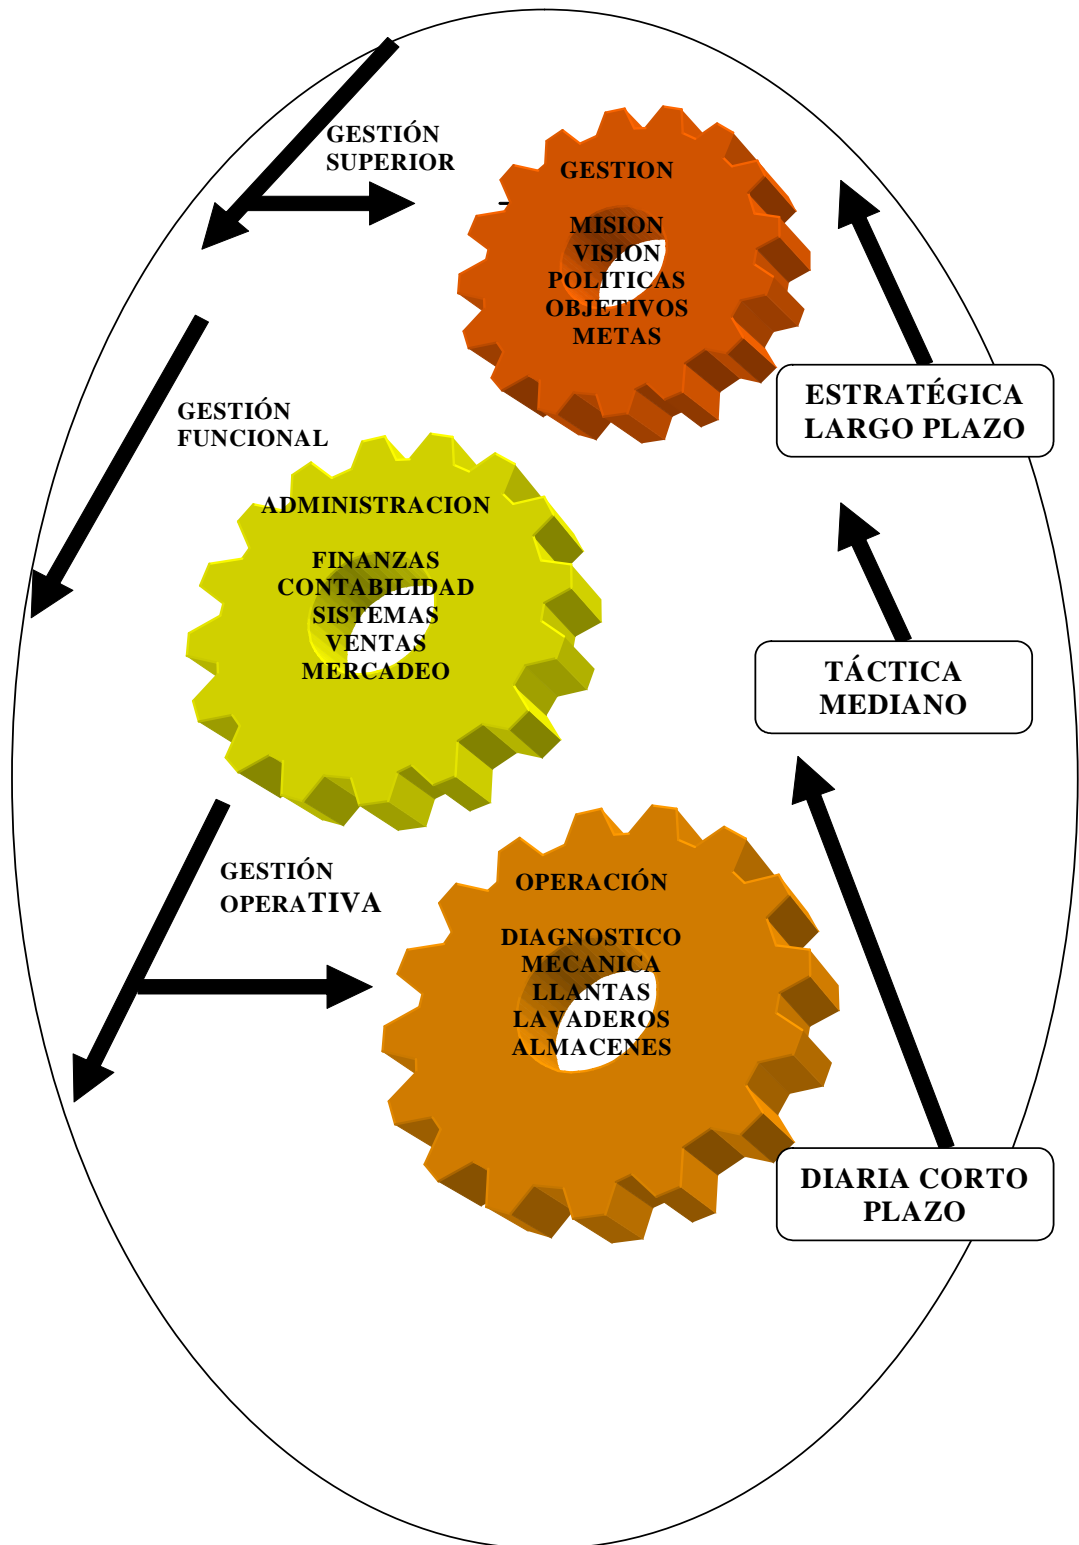 GESTIÓN
SUPERIOR
GESTION
MISION
VISION
POLITICAS
OBJETIVOS
METAS
ESTRATÉGICA
LARGO PLAZO
GESTIÓN
FUNCIONAL
ADMINISTRACION
FINANZAS
CONTABILIDAD
SISTEMAS
VENTAS
MERCADEO
TÁCTICA
MEDIANO
GESTIÓN
OPERATIVA
OPERACIÓN
DIAGNOSTICO
MECANICA
LLANTAS
LAVADEROS
ALMACENES
DIARIA CORTO
PLAZO